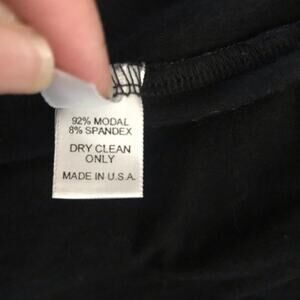 92% MODAL
8% SPANDEX
DRY CLEAN
ONLY
MADE IN U.S.A.